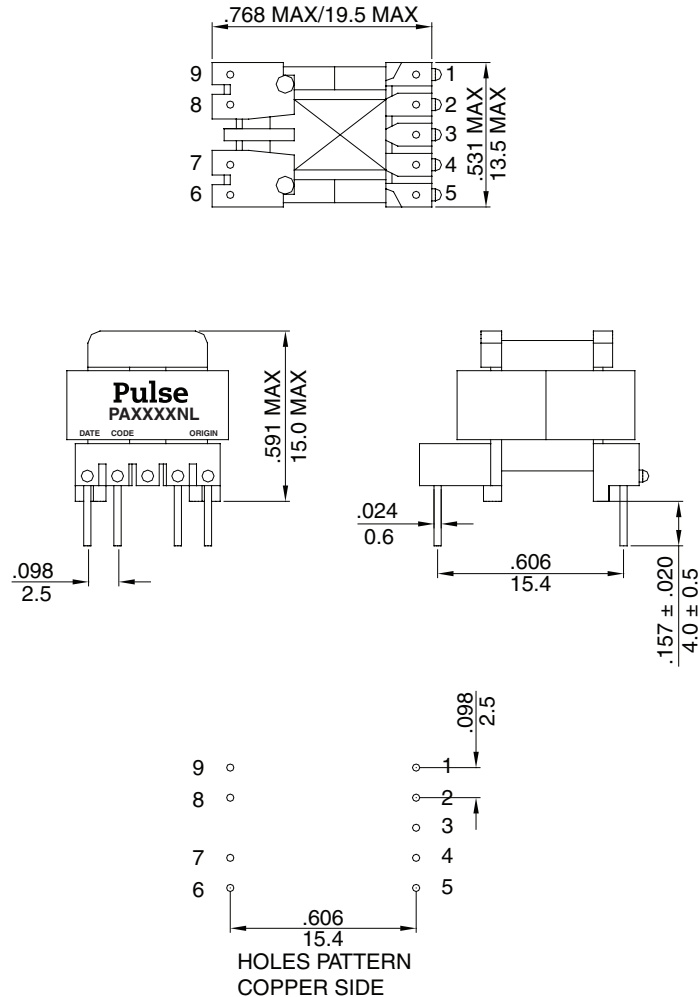 .768 MAX/19.5 MAX
9
8
7
6
1
2
3
4
5
.531 MAX
13.5 MAX
Pulse
PAXXXXNL
DATE CODE ORIGIN
.591 MAX
15.0 MAX
.098
2.5
.024
0.6
.606
15.4
.157 ± .020
4.0 ± 0.5
.098
2.5
9
8
7
6
1
2
3
4
5
.606
15.4
HOLES PATTERN
COPPER SIDE